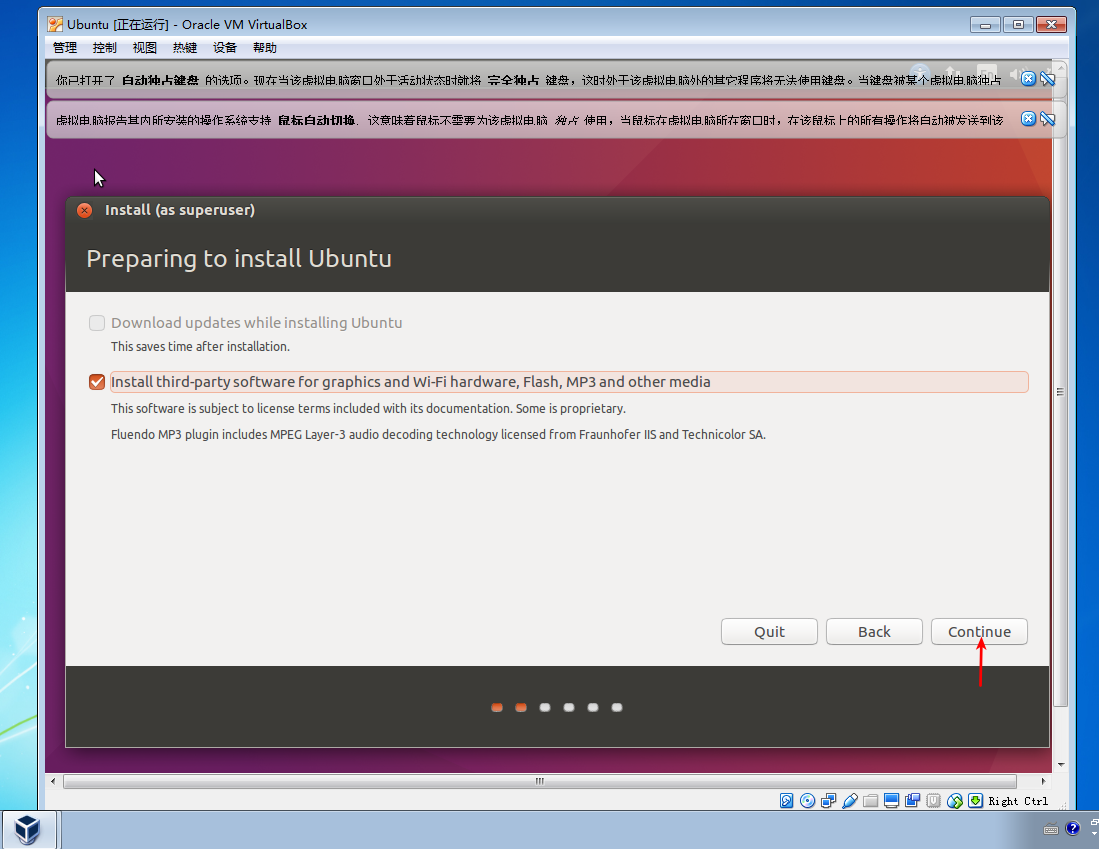 Ubuntu [正在运行] - Oracle VM VirtualBox
管理 控制 视图 热键 设备 帮助
你已打开了 自动独占键盘 的选项。现在当该虚拟电脑窗口处于活动状态时就将 完全独占 键盘，这时处于该虚拟电脑外的其它程序将无法使用键盘。当键盘被某个虚拟电脑独占
虚拟电脑报告其内所安装的操作系统支持 鼠标自动切换. 这意味着鼠标不需要为该虚拟电脑 独占 使用，当鼠标在虚拟电脑所在窗口时，在该鼠标上的所有操作将自动被发送到该
Install (as superuser)
Preparing to install Ubuntu
Download updates while installing Ubuntu
This saves time after installation.
Install third-party software for graphics and Wi-Fi hardware, Flash, MP3 and other media
This software is subject to license terms included with its documentation. Some is proprietary.
Fluendo MP3 plugin includes MPEG Layer-3 audio decoding technology licensed from Fraunhofer IIS and Technicolor SA.
Quit Back Continue
Right Ctrl